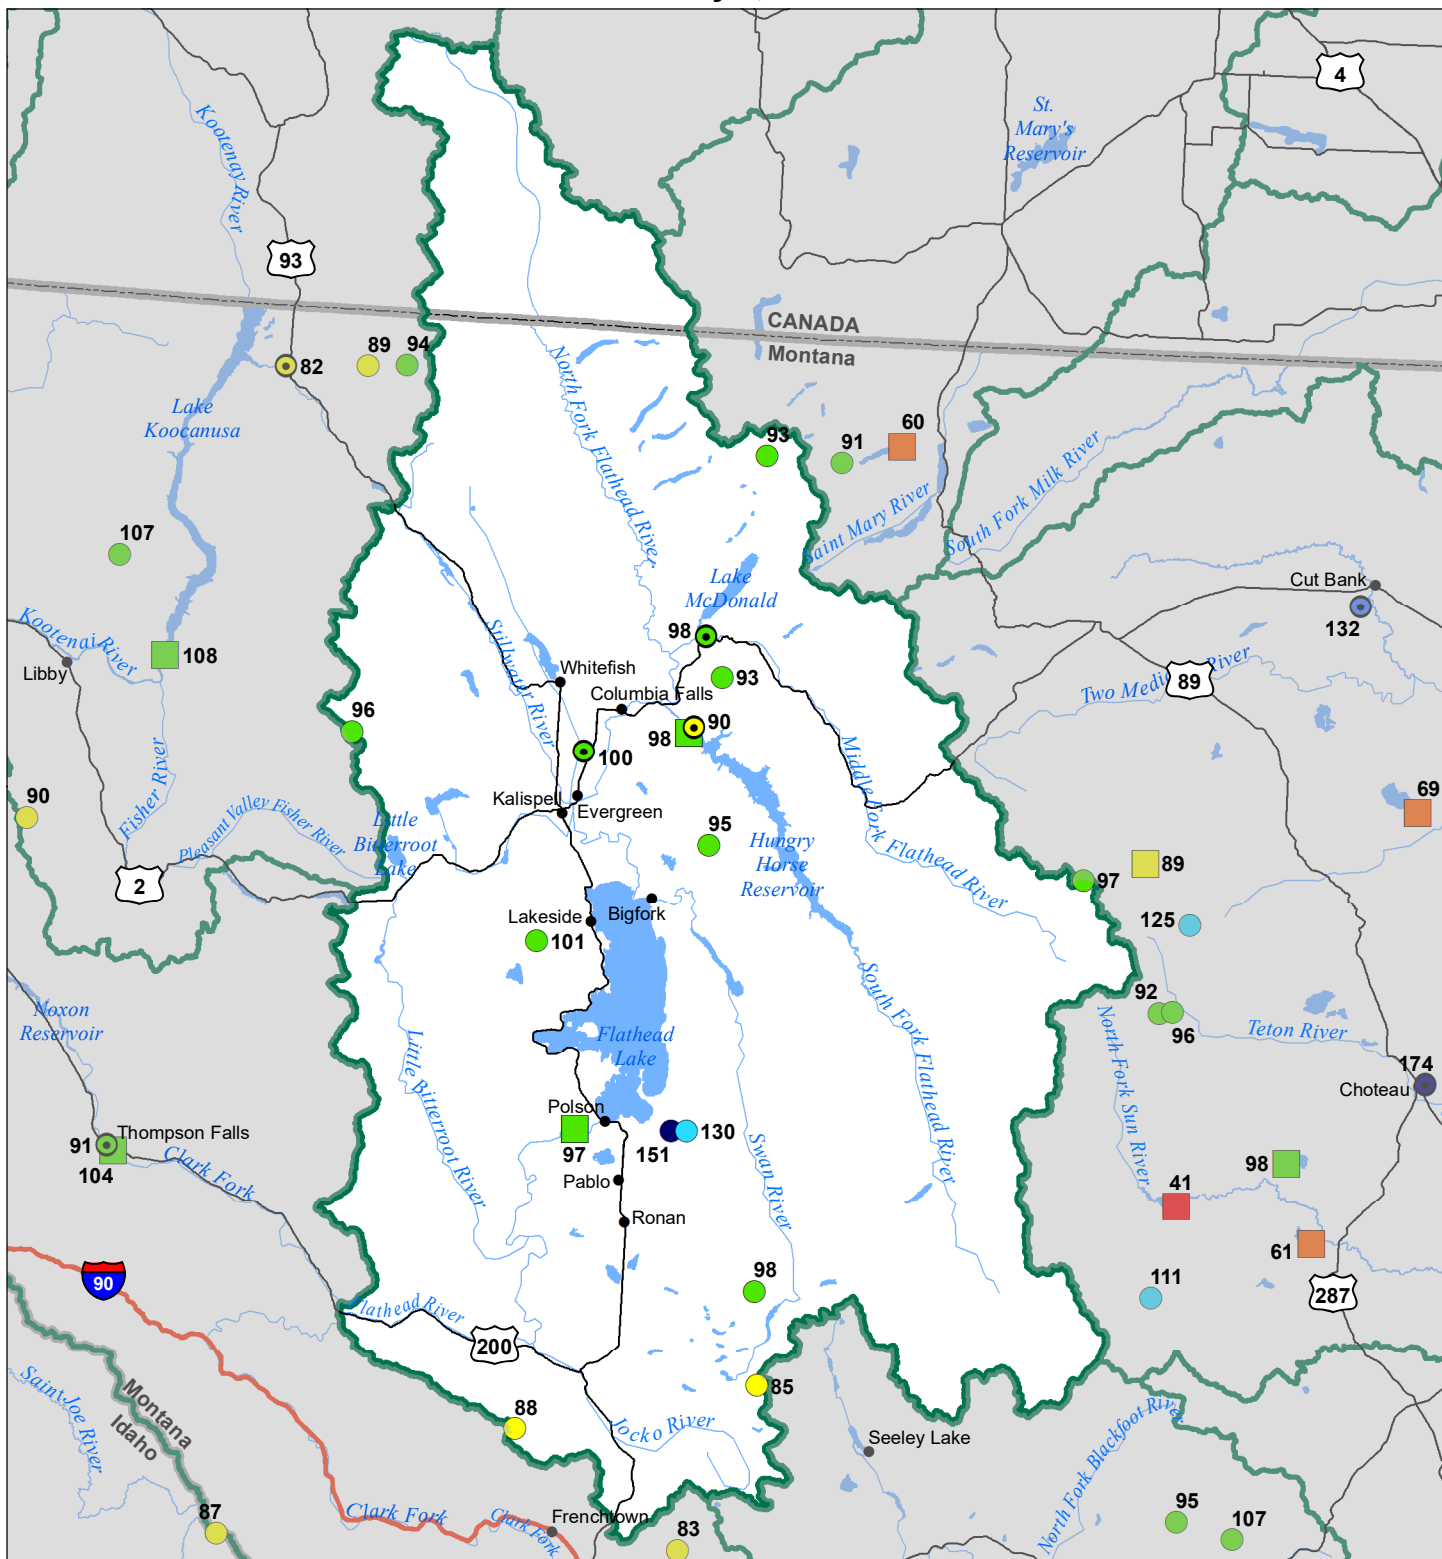 4
St.
Mary's
Reservoir
Kootenay River
93
CANADA
Montana
82
89
94
Lake
Koocanusa
North Fork Flathead River
93
91
60
Saint Mary River
South Fork Milk River
107
Cut Bank
132
Lake
McDonald
Kootenai River
Libby
108
98
Stillwater River
Whitefish
Columbia Falls
93
Two Medicine River
89
96
98
90
100
Middle Fork Flathead River
90
Fisher River
Pleasant Valley Fisher River
Little
Bitterroot
Lake
Kalispell
Evergreen
95
Hungry
Horse
Reservoir
69
2
89
97
Lakeside
Bigfork
101
125
Noxon
Reservoir
Little Bitterroot River
Flathead
Lake
South Fork Flathead River
92
96
North Fork Sun River
Teton River
174
Choteau
Polson
97
151
130
Swan River
Thompson Falls
91
104
Clark Fork
Pablo
98
41
Ronan
61
90
98
111
287
Flathead River
200
85
Saint Joe River
Montana
Idaho
88
Jocko River
Seeley Lake
North Fork Blackfoot River
87
Clark Fork
Clark Fork
Frenchtown
83
95
107